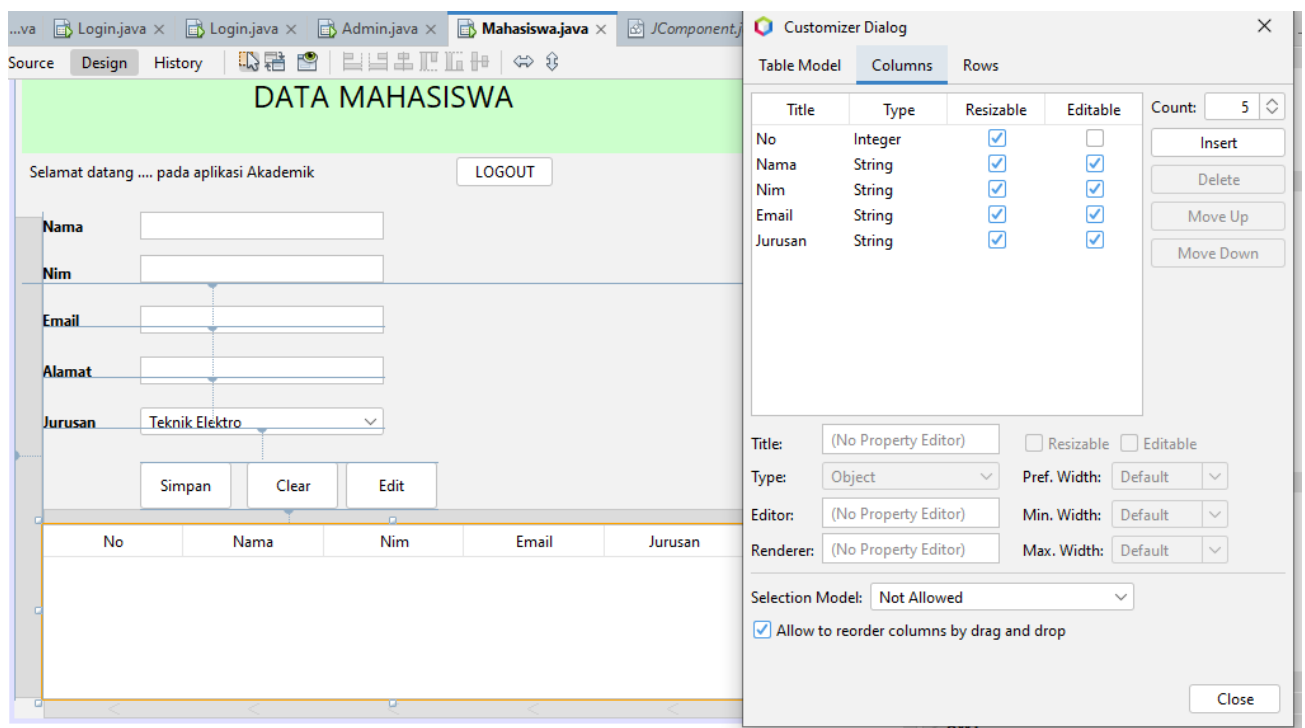 ...va Login.java × Login.java × Admin.java × Mahasiswa.java × JComponent.j
Source Design History
DATA MAHASISWA
Selamat datang .... pada aplikasi Akademik LOGOUT
Nama
Nim
Email
Alamat
Jurusan Teknik Elektro
Simpan Clear Edit
No Nama Nim Email Jurusan
Customizer Dialog
Table Model Columns Rows
Title Type Resizable Editable
No Integer
Nama String
Nim String
Email String
Jurusan String
Count: 5
Insert
Delete
Move Up
Move Down
Title: (No Property Editor) Resizable Editable
Type: Object Pref. Width: Default
Editor: (No Property Editor) Min. Width: Default
Renderer: (No Property Editor) Max. Width: Default
Selection Model: Not Allowed
Allow to reorder columns by drag and drop
Close